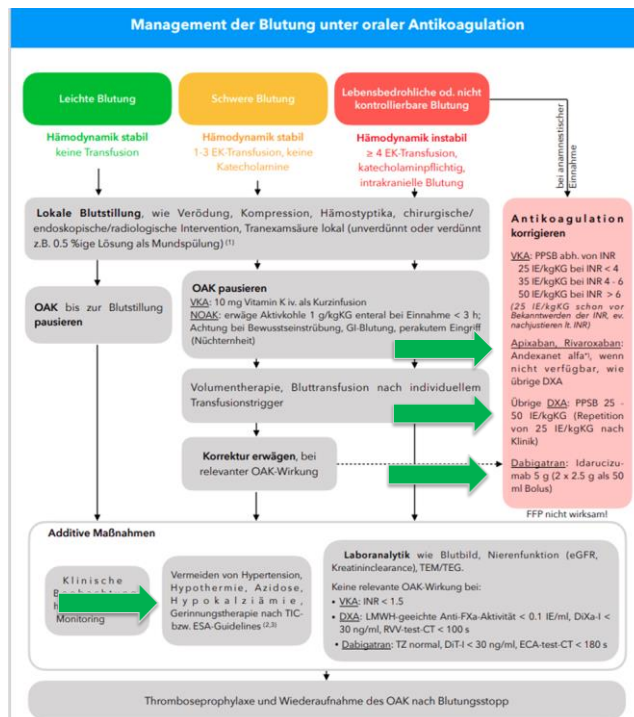 Management der Blutung unter oraler Antikoagulation
Leichte Blutung
Schwere Blutung
Lebensbedrohliche od. nicht
kontrollierbare Blutung
Hämodynamik stabil
keine Transfusion
Hämodynamik stabil
1-3 EK-Transfusion, keine
Katecholamine
Hämodynamik instabil
≥ 4 EK-Transfusion,
katecholaminpflichtig,
intrakranielle Blutung
bei anamnestischer
Einnahme
Lokale Blutstillung, wie Verödung, Kompression, Hämostyptika, chirurgische/
endoskopische/radiologische Intervention, Tranexamsäure lokal (unverdünnt oder verdünnt
z.B. 0.5 %ige Lösung als Mundspülung) (1)
OAK bis zur Blutstillung
pausieren
OAK pausieren
VKA: 10 mg Vitamin K iv. als Kurzinfusion
NOAK: erwäge Aktivkohle 1 g/kgKG enteral bei Einnahme < 3 h;
Achtung bei Bewusstseinstrübung, GI-Blutung, perakutem Eingriff
(Nüchternheit)
Volumentherapie, Bluttransfusion nach individuellem
Transfusionstrigger
Korrektur erwägen, bei
relevanter OAK-Wirkung
Antikoagulation
korrigieren
VKA: PPSB abh. von INR
25 IE/kgKG bei INR < 4
35 IE/kgKG bei INR 4 - 6
50 IE/kgKG bei INR > 6
(25 IE/kgKG schon vor
Bekanntwerden der INR, ev.
nachjustieren lt. INR)
Apixaban, Rivaroxaban:
Andexanet alfa*), wenn
nicht verfügbar, wie
übrige DXA
Übrige DXA: PPSB 25 -
50 IE/kgKG (Repetition
von 25 IE/kgKG nach
Klinik)
Dabigatran: Idarucizu-
mab 5 g (2 x 2.5 g als 50
ml Bolus)
FFP nicht wirksam!
Additive Maßnahmen
Klinische
Monitoring
Vermeiden von Hypertension,
Hypothermie, Azidose,
Hypokalziämie,
Gerinnungstherapie nach TIC-
bzw. ESA-Guidelines (2,3)
Laboranalytik wie Blutbild, Nierenfunktion (eGFR,
Kreatininclearance), TEM/TEG.
Keine relevante OAK-Wirkung bei:
• VKA: INR < 1.5
• DXA: LMWH-geeichte Anti-FXa-Aktivität < 0.1 IE/ml, DiXa-I <
30 ng/ml, RVV-test-CT < 100 s
• Dabigatran: TZ normal, DiT-I < 30 ng/ml, ECA-test-CT < 180 s
Thromboseprophylaxe und Wiederaufnahme des OAK nach Blutungsstopp